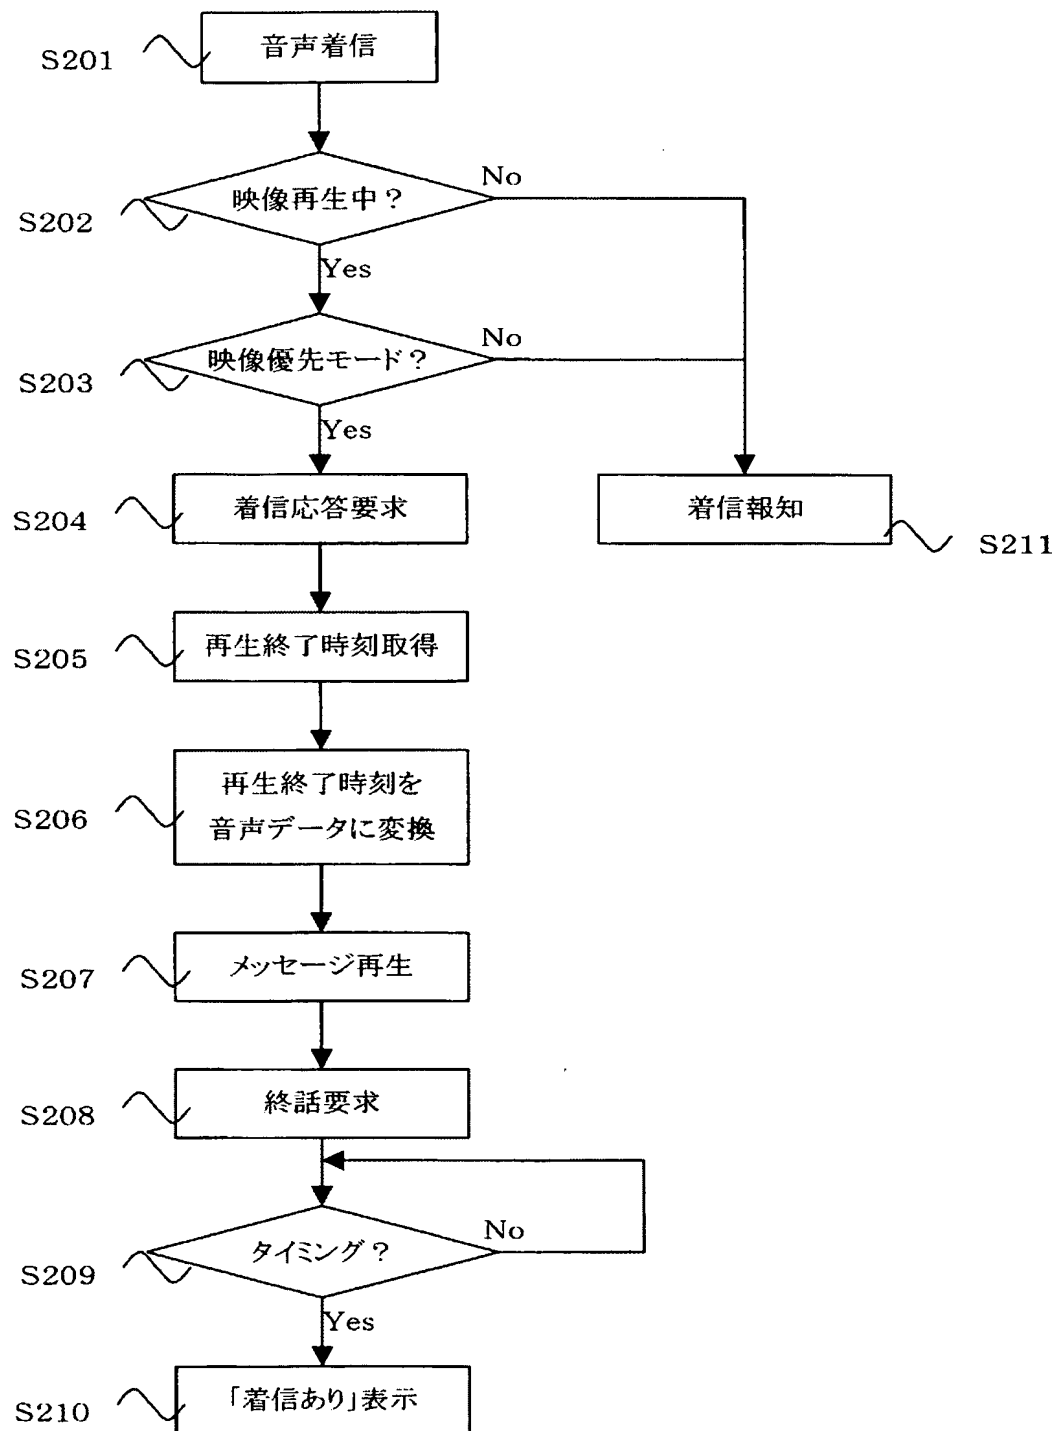 S201
音声着信
S202
映像再生中？
No
Yes
S203
映像優先モード？
No
Yes
S204
着信応答要求
着信報知
S211
S205
再生終了時刻取得
S206
再生終了時刻を
音声データに変換
S207
メッセージ再生
S208
終話要求
S209
タイミング？
No
Yes
S210
「着信あり」表示